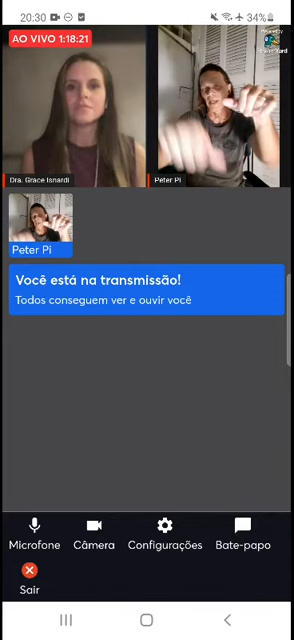 20:30
34%
AO VIVO 1:18:21
Dra. Grace Isnardi
Peter Pi
Peter Pi
Você está na transmissão!
Todos conseguem ver e ouvir você
Microfone
Câmera
Configurações
Bate-papo
Sair